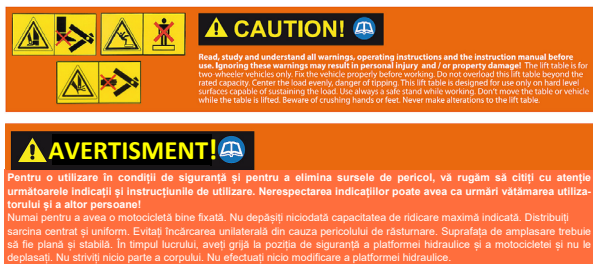 CAUTION!
Read, study and understand all warnings, operating instructions and the instruction manual before
use. Ignoring these warnings may result in personal injury and / or property damage! The lift table is for
two-wheeler vehicles only. Fix the vehicle properly before working. Do not overload this lift table beyond the
rated capacity. Center the load evenly, danger of tipping. This lift table is designed for use only on hard level
surfaces capable of sustaining the load. Use always a safe stand while working. Don't move the table or vehicle
while the table is lifted. Beware of crushing hands or feet. Never make alterations to the lift table.
AVERTISMENT!
Pentru o utilizare în condiții de siguranță și pentru a elimina sursele de pericol, vă rugăm să citiți cu atenție
următoarele indicații și instrucțiunile de utilizare. Nerespectarea indicațiilor poate avea ca urmări vătămarea utiliza-
torului și a altor persoane!
Numai pentru a avea o motocicletă bine fixată. Nu depășiți niciodată capacitatea de ridicare maximă indicată. Distribuiți
sarcina centrat și uniform. Evitați încărcarea unilaterală din cauza pericolului de răsturnare. Suprafața de amplasare trebuie
să fie plană și stabilă. În timpul lucrului, aveți grijă la poziția de siguranță a platformei hidraulice și a motocicletei și nu le
deplasați. Nu striviți nicio parte a corpului. Nu efectuați nicio modificare a platformei hidraulice.